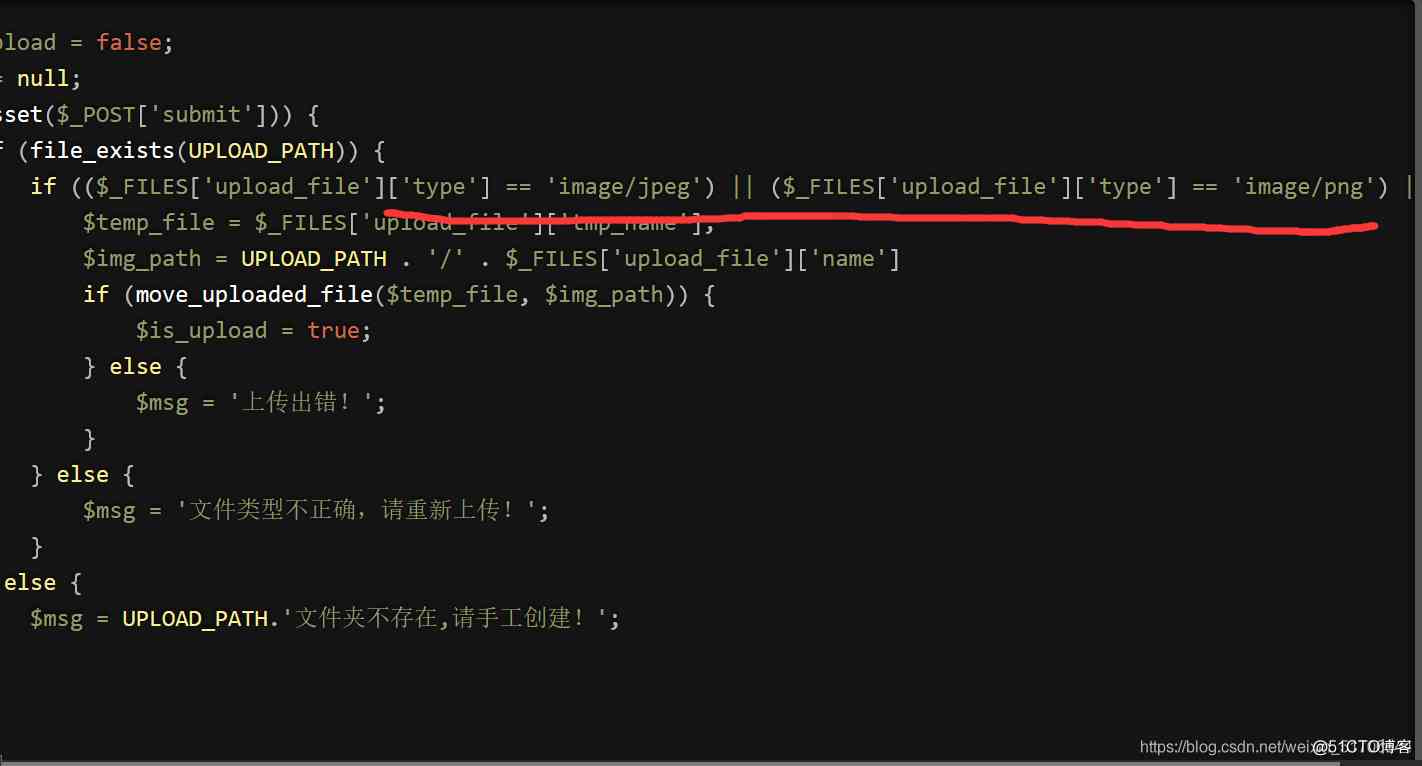 pload = false;
= null;
sset($_POST['submit'])) {
f (file_exists(UPLOAD_PATH)) {
if (($_FILES['upload_file']['type'] == 'image/jpeg') || ($_FILES['upload_file']['type'] == 'image/png') |
$temp_file = $_FILES['upload_file']['tmp_name'];
$img_path = UPLOAD_PATH . '/' . $_FILES['upload_file']['name']
if (move_uploaded_file($temp_file, $img_path)) {
$is_upload = true;
} else {
$msg = '上传出错！';
}
} else {
$msg = '文件类型不正确，请重新上传！';
}
else {
$msg = UPLOAD_PATH.'文件夹不存在,请手工创建！';
https://blog.csdn.net/weix
@51CTO博客